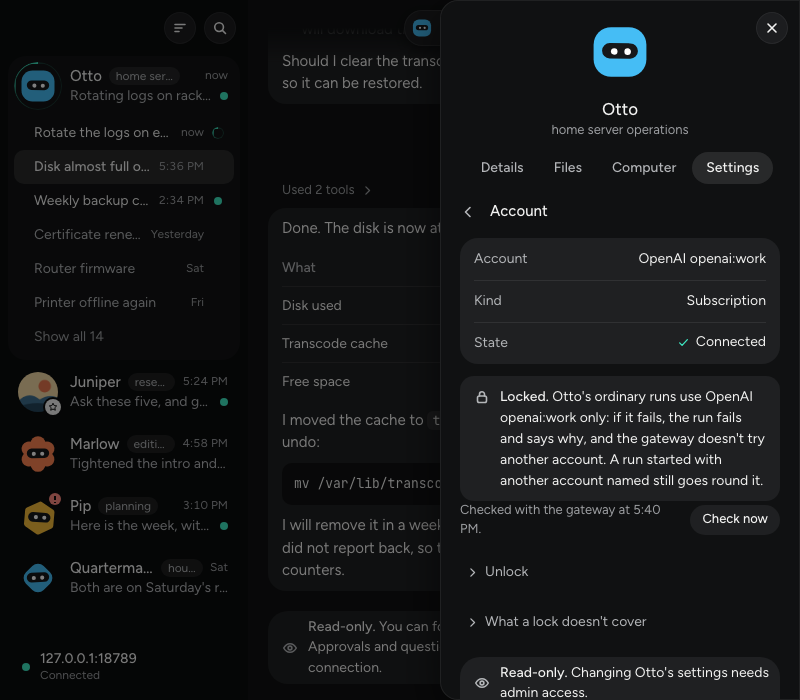 Otto
home ser...
now
Rotating logs on rack...
Rotate the logs on e...
now
Disk almost full o...
5:36 PM
Weekly backup c...
2:34 PM
Certificate rene...
Yesterday
Router firmware
Sat
Printer offline again
Fri
Show all 14
Juniper
rese...
5:24 PM
Ask these five, and g...
Marlow
editi...
4:58 PM
Tightened the intro and...
Pip
planning
3:10 PM
Here is the week, wit...
Quarterma...
hou...
Sat
Both are on Saturday's r...
127.0.0.1:18789
Connected
Should I clear the transc
so it can be restored.
Used 2 tools
Done. The disk is now at
What
Disk used
Transcode cache
Free space
I moved the cache to
undo:
mv /var/lib/transco
I will remove it in a week
did not report back, so t
counters.
Read-only. You can fo
Approvals and questi
connection.
Otto
home server operations
Details
Files
Computer
Settings
Account
Account
OpenAI openai:work
Kind
Subscription
State
Connected
Locked. Otto's ordinary runs use OpenAI
openai:work only: if it fails, the run fails
and says why, and the gateway doesn't try
another account. A run started with
another account named still goes round it.
Checked with the gateway at 5:40
PM.
Check now
Unlock
What a lock doesn't cover
Read-only. Changing Otto's settings needs
admin access.